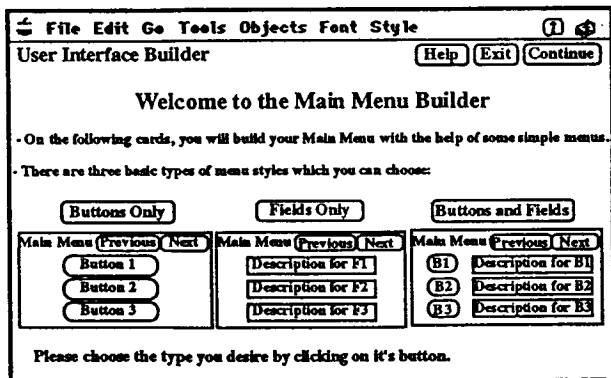 File Edit Go Tools Objects Font Style
User Interface Builder Help Exit Continue
Welcome to the Main Menu Builder
- On the following cards, you will build your Main Menu with the help of some simple menus.
- There are three basic types of menu styles which you can choose:
Buttons Only Fields Only Buttons and Fields
Main Menu Previous Next Main Menu Previous Next Main Menu Previous Next
Button 1 Description for F1 B1 Description for B1
Button 2 Description for F2 B2 Description for B2
Button 3 Description for F3 B3 Description for B3
Please choose the type you desire by clicking on it's button.